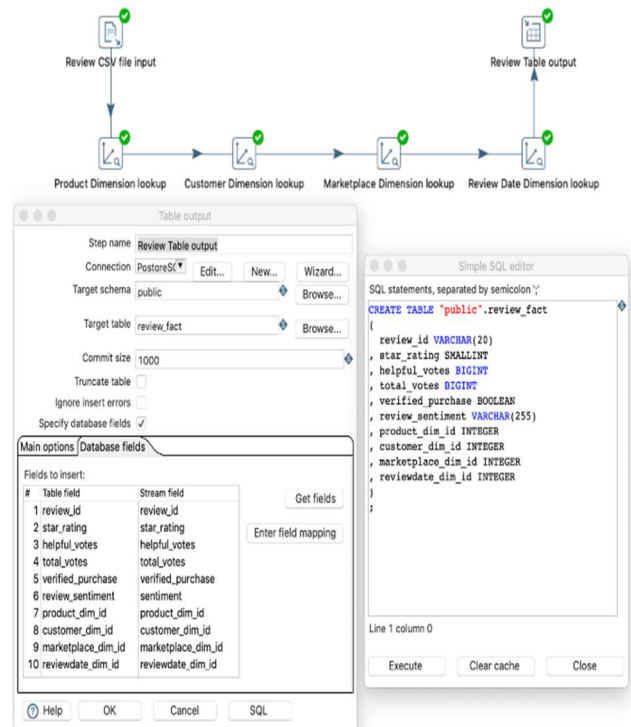 Review CSV file input
Review Table output
Product Dimension lookup
Customer Dimension lookup
Marketplace Dimension lookup
Review Date Dimension lookup
Table output
Step name Review Table output
Connection PostgreSQ Edit... New... Wizard...
Target schema public Browse...
Target table review_fact Browse...
Commit size 1000
Truncate table
Ignore insert errors
Specify database fields
Main options Database fields
Fields to insert:
# Table field Stream field
1 review_id review_id
2 star_rating star_rating
3 helpful_votes helpful_votes
4 total_votes total_votes
5 verified_purchase verified_purchase
6 review_sentiment sentiment
7 product_dim_id product_dim_id
8 customer_dim_id customer_dim_id
9 marketplace_dim_id marketplace_dim_id
10 reviewdate_dim_id reviewdate_dim_id
Get fields
Enter field mapping
Help OK Cancel SQL
Simple SQL editor
SQL statements, separated by semicolon ';'
CREATE TABLE "public".review_fact
(
review_id VARCHAR(20)
, star_rating SMALLINT
, helpful_votes BIGINT
, total_votes BIGINT
, verified_purchase BOOLEAN
, review_sentiment VARCHAR(255)
, product_dim_id INTEGER
, customer_dim_id INTEGER
, marketplace_dim_id INTEGER
, reviewdate_dim_id INTEGER
)
;
Line 1 column 0
Execute Clear cache Close